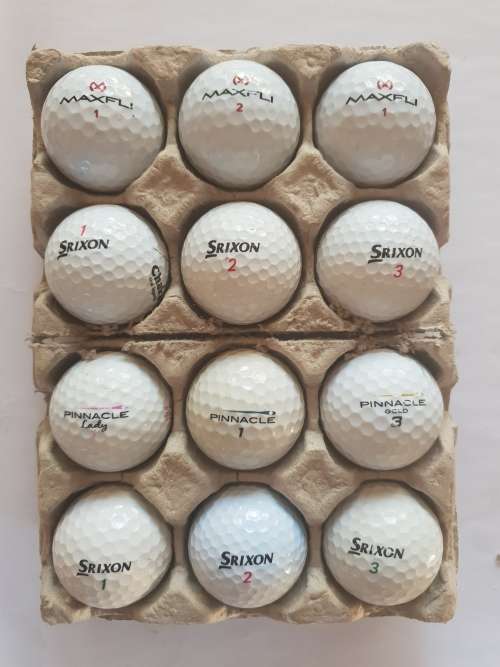 MAXFLI
1
MAXFLI
2
MAXFLI
1
1
SRIXON
SRIXON
2
SRIXON
3
PINNACLE
Lady
PINNACLE
1
PINNACLE
GOLD
3
SRIXON
1
SRIXON
2
SRIXON
3